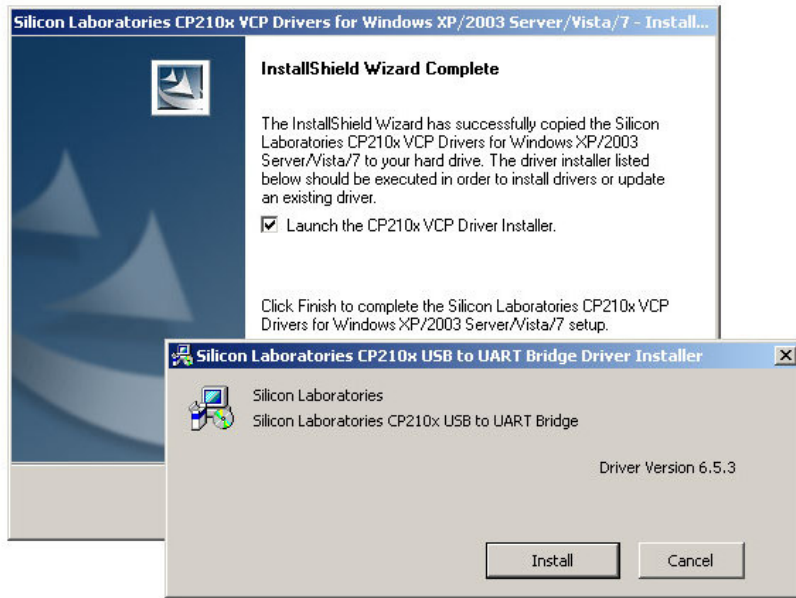 Silicon Laboratories CP210x VCP Drivers for Windows XP/2003 Server/Vista/7 - Install...
InstallShield Wizard Complete
The InstallShield Wizard has successfully copied the Silicon
Laboratories CP210x VCP Drivers for Windows XP/2003
Server/Vista/7 to your hard drive. The driver installer listed
below should be executed in order to install drivers or update
an existing driver.
Launch the CP210x VCP Driver Installer.
Click Finish to complete the Silicon Laboratories CP210x VCP
Drivers for Windows XP/2003 Server/Vista/7 setup.
Silicon Laboratories CP210x USB to UART Bridge Driver Installer
Silicon Laboratories
Silicon Laboratories CP210x USB to UART Bridge
Driver Version 6.5.3
Install
Cancel